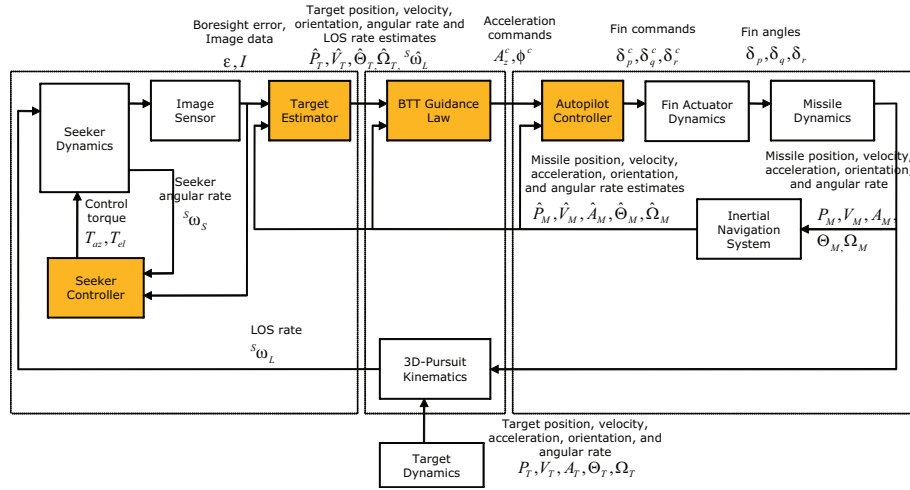 Boresight error,
Image data
ε, I
Target position, velocity,
orientation, angular rate and
LOS rate estimates
P̂_T, V̂_T, Θ̂_T, Ω̂_T, ^Sω̂_L
Acceleration
commands
A_z^c, ϕ^c
Fin commands
δ_p^c, δ_q^c, δ_r^c
Fin angles
δ_p, δ_q, δ_r
Seeker
Dynamics
Image
Sensor
Target
Estimator
BTT Guidance
Law
Autopilot
Controller
Fin Actuator
Dynamics
Missile
Dynamics
Seeker
angular rate
^Sω_S
Control
torque
T_az, T_el
Seeker
Controller
Missile position, velocity,
acceleration, orientation,
and angular rate estimates
P̂_M, V̂_M, Â_M, Θ̂_M, Ω̂_M
Missile position, velocity,
acceleration, orientation,
and angular rate
P_M, V_M, A_M,
Θ_M, Ω_M
Inertial
Navigation
System
LOS rate
^Sω_L
3D-Pursuit
Kinematics
Target
Dynamics
Target position, velocity,
acceleration, orientation, and
angular rate
P_T, V_T, A_T, Θ_T, Ω_T